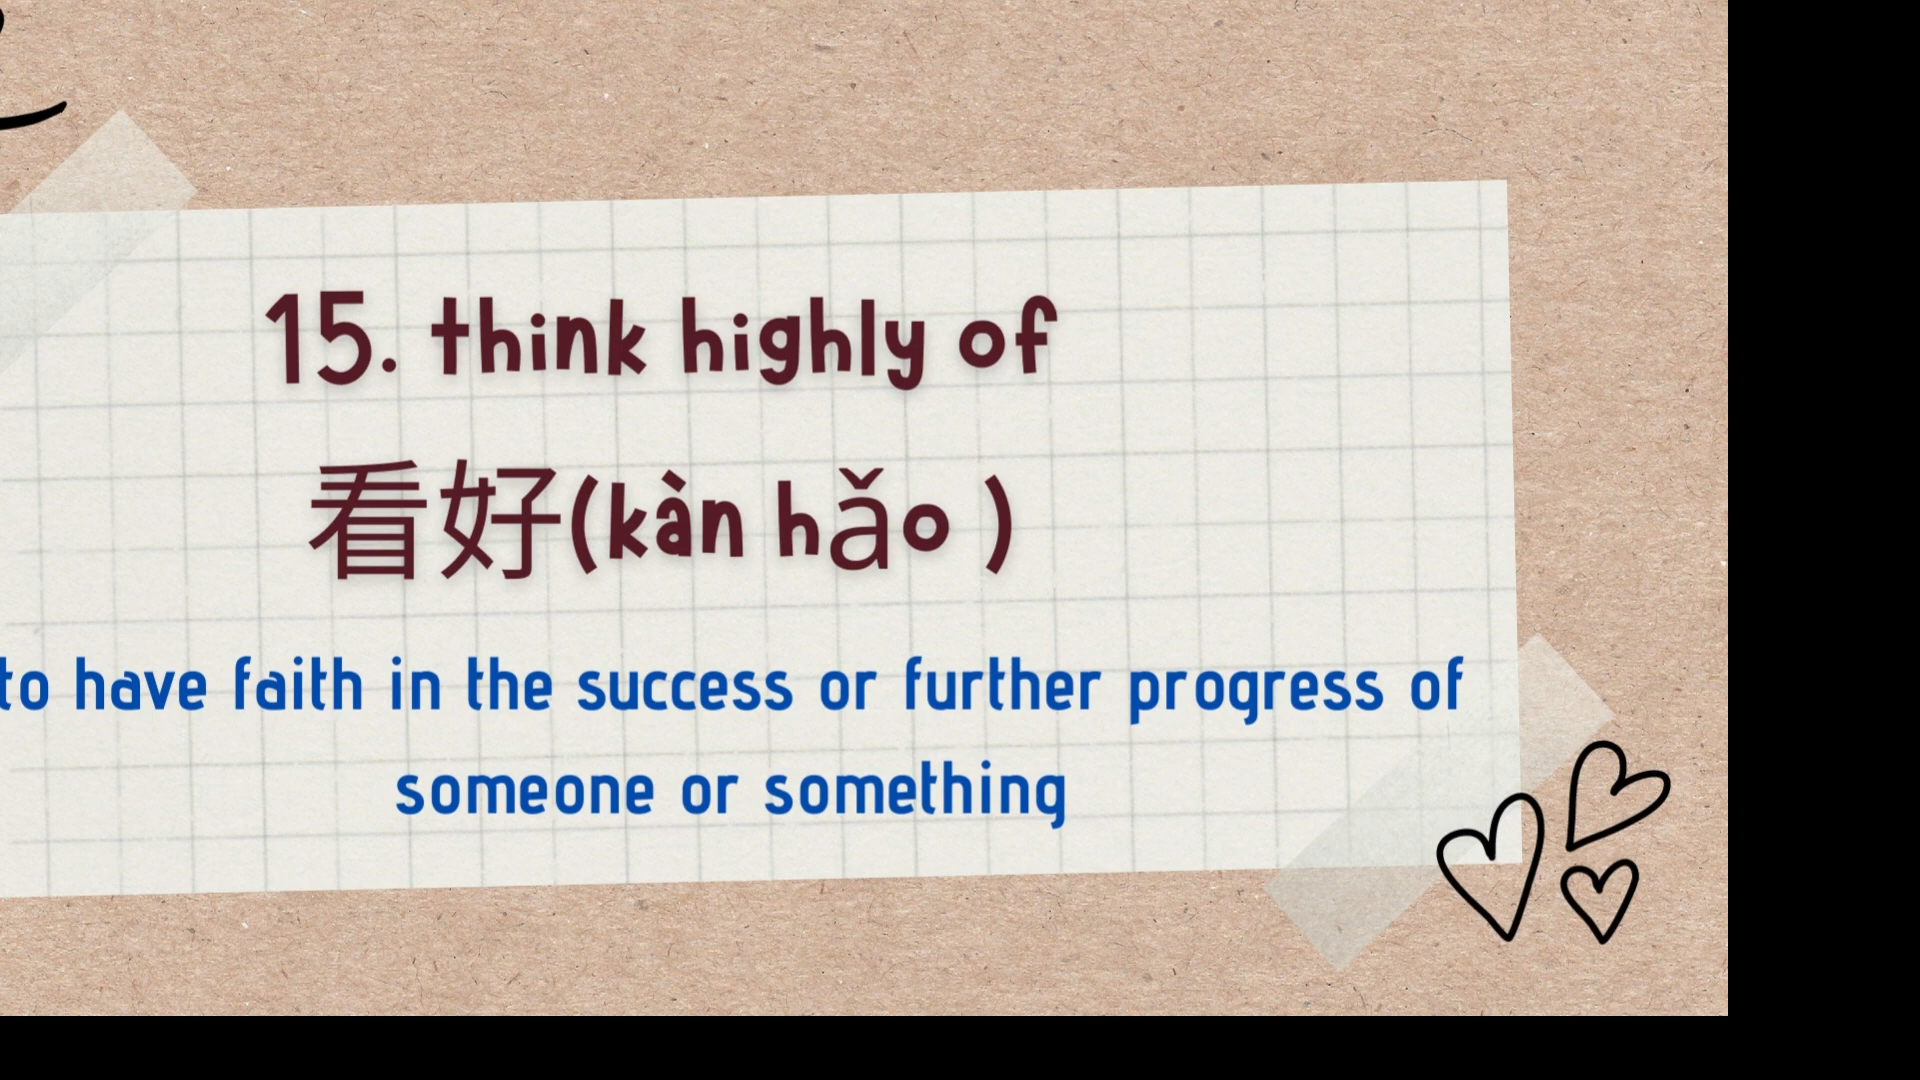 15. think highly of
看好(kàn hǎo )
to have faith in the success or further progress of
someone or something